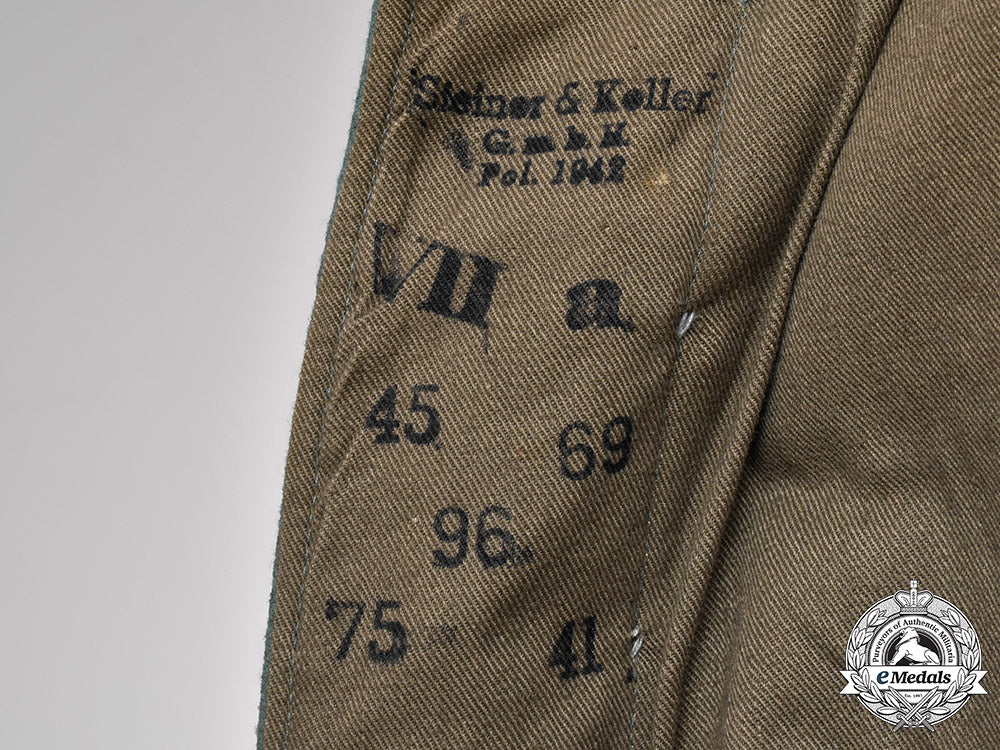 "Steiner & Keller"
G. m. b. H.
Pol. 1942
VII a
45 69
96
75 41
Purveyors of Authentic Militaria
eMedals